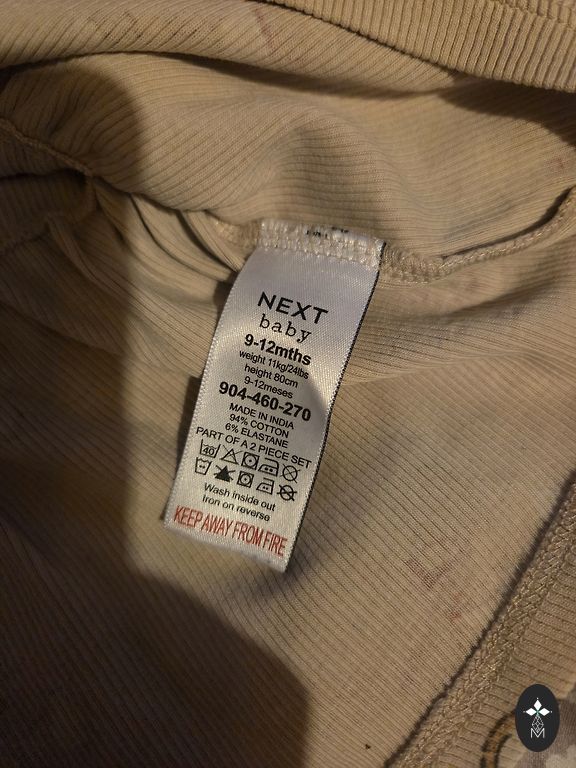 NEXT
baby
9-12mths
weight 11kg/24lbs
height 80cm
9-12meses
904-460-270
MADE IN INDIA
94% COTTON
6% ELASTANE
PART OF A 2 PIECE SET
40
Wash inside out
Iron on reverse
KEEP AWAY FROM FIRE
M